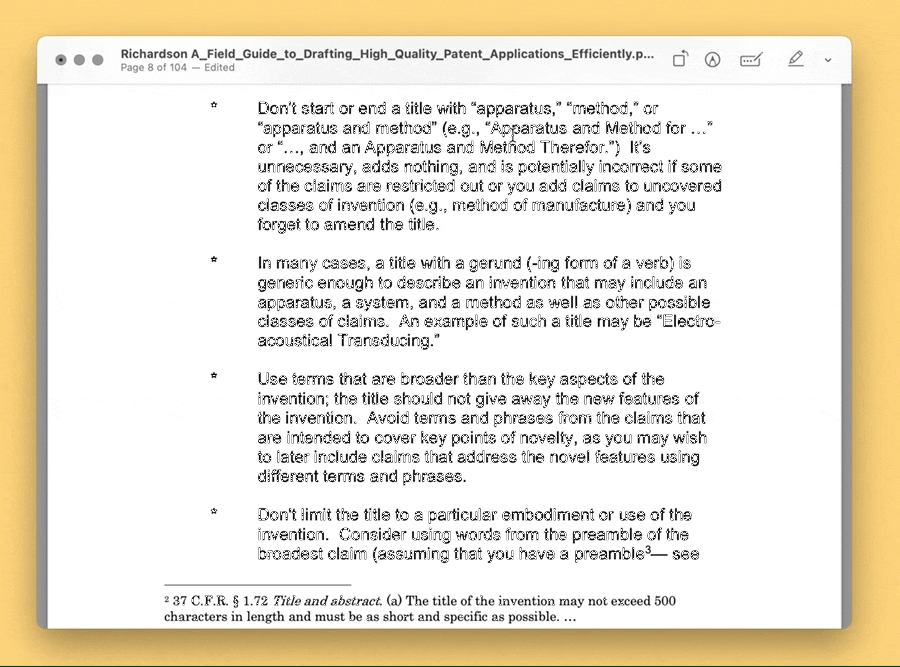 Richardson A_Field_Guide_to_Drafting_High_Quality_Patent_Applications_Efficiently.p...
Page 8 of 104 — Edited
* Don't start or end a title with “apparatus,” “method,” or
“apparatus and method” (e.g., “Apparatus and Method for ...”
or “..., and an Apparatus and Method Therefor.”)  It's
unnecessary, adds nothing, and is potentially incorrect if some
of the claims are restricted out or you add claims to uncovered
classes of invention (e.g., method of manufacture) and you
forget to amend the title.
* In many cases, a title with a gerund (-ing form of a verb) is
generic enough to describe an invention that may include an
apparatus, a system, and a method as well as other possible
classes of claims.  An example of such a title may be “Electro-
acoustical Transducing.”
* Use terms that are broader than the key aspects of the
invention; the title should not give away the new features of
the invention.  Avoid terms and phrases from the claims that
are intended to cover key points of novelty, as you may wish
to later include claims that address the novel features using
different terms and phrases.
* Don't limit the title to a particular embodiment or use of the
invention.  Consider using words from the preamble of the
broadest claim (assuming that you have a preamble³— see
² 37 C.F.R. § 1.72 Title and abstract. (a) The title of the invention may not exceed 500
characters in length and must be as short and specific as possible. ...